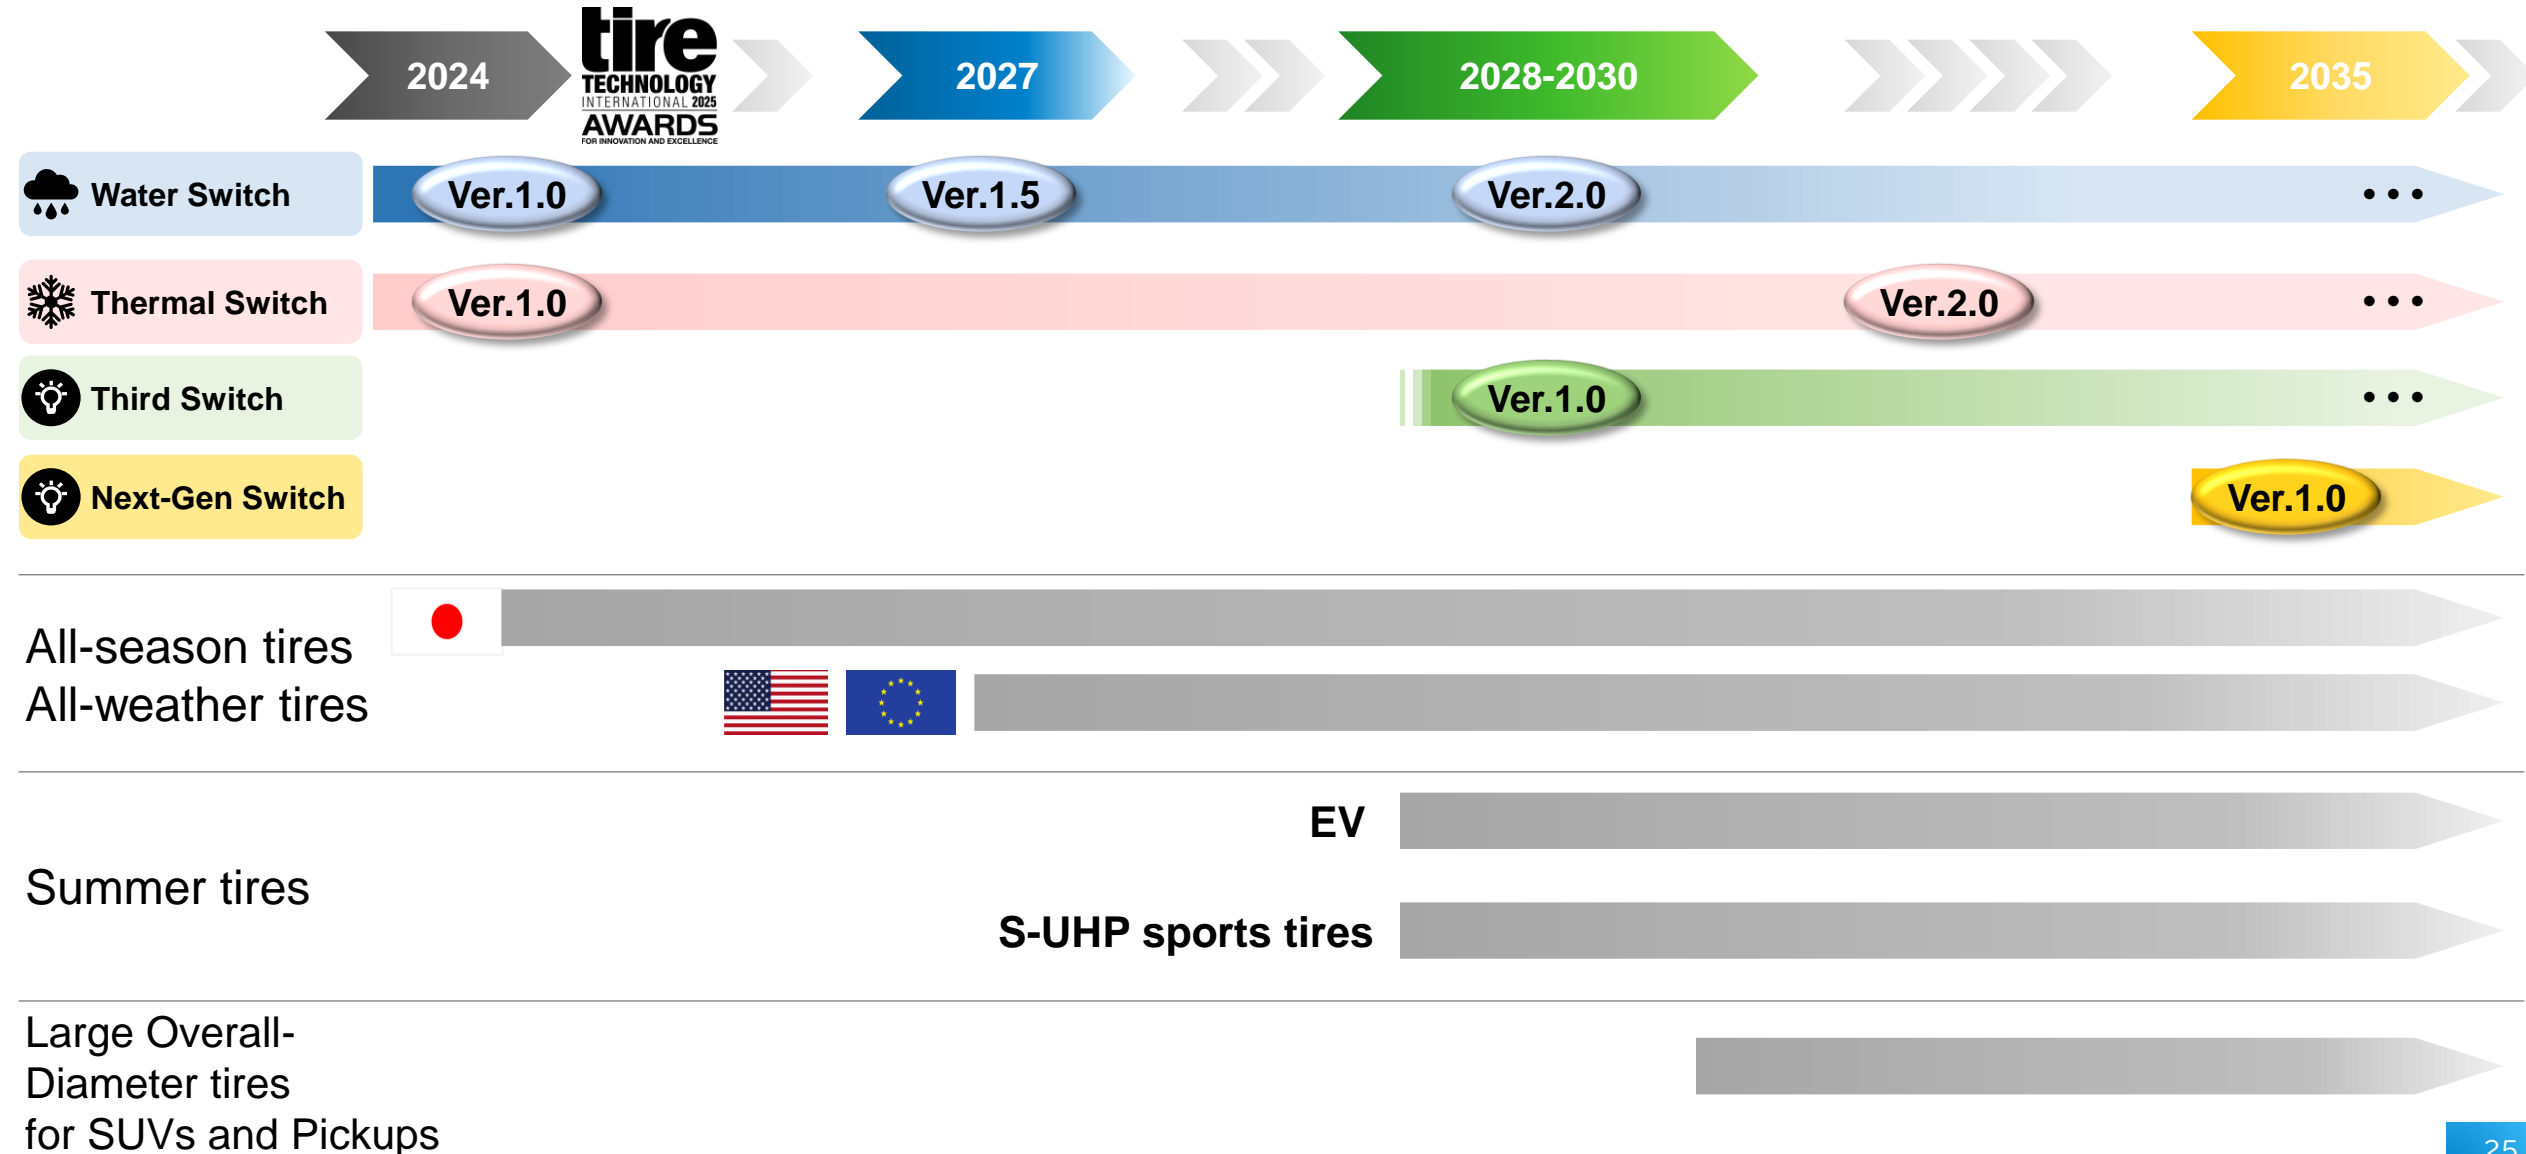 2024
tire
TECHNOLOGY
INTERNATIONAL 2025
AWARDS
FOR INNOVATION AND EXCELLENCE
2027
2028-2030
2035
Water Switch
Ver.1.0
Ver.1.5
Ver.2.0
•••
Thermal Switch
Ver.1.0
Ver.2.0
•••
Third Switch
Ver.1.0
•••
Next-Gen Switch
Ver.1.0
All-season tires
All-weather tires
EV
Summer tires
S-UHP sports tires
Large Overall-
Diameter tires
for SUVs and Pickups
25